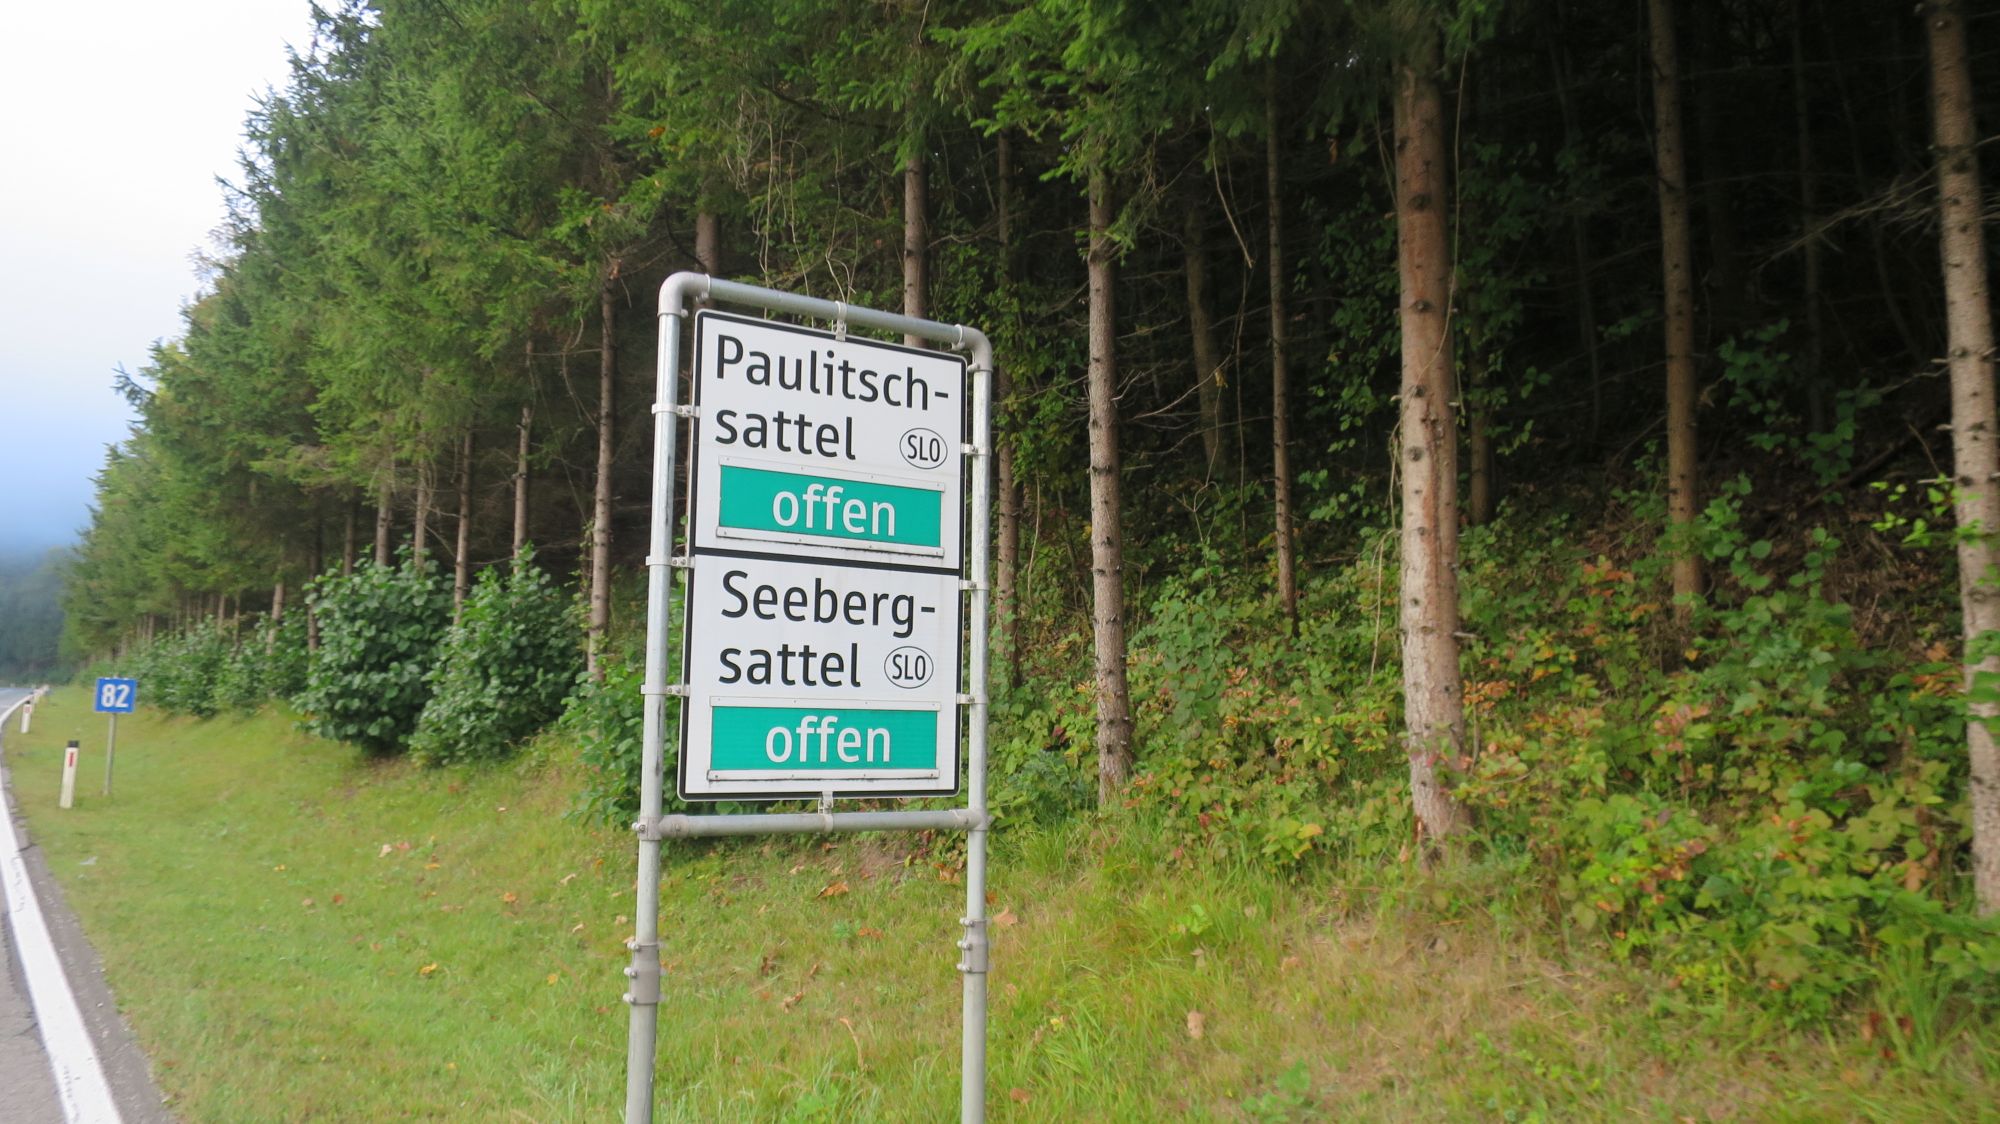 Paulitsch-
sattel SLO
offen
Seeberg-
sattel SLO
offen
82